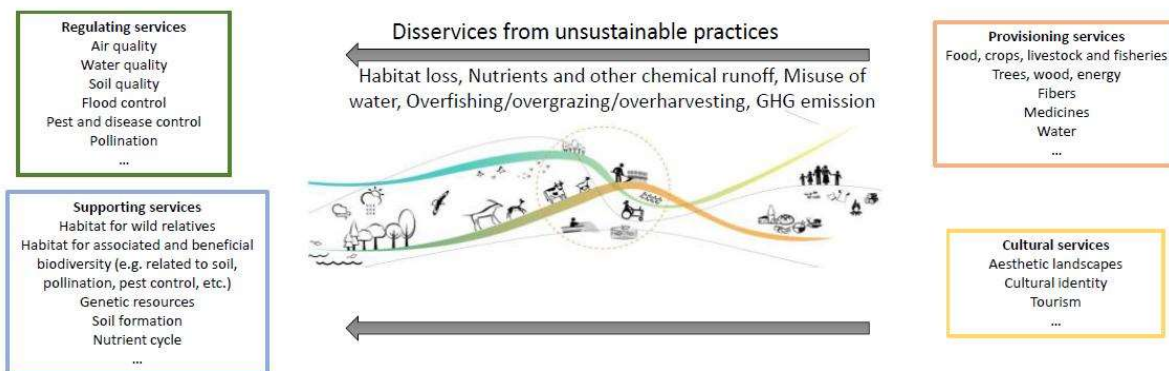 Regulating services
Air quality
Water quality
Soil quality
Flood control
Pest and disease control
Pollination
...
Supporting services
Habitat for wild relatives
Habitat for associated and beneficial
biodiversity (e.g. related to soil,
pollination, pest control, etc.)
Genetic resources
Soil formation
Nutrient cycle
...
Disservices from unsustainable practices
Habitat loss, Nutrients and other chemical runoff, Misuse of
water, Overfishing/overgrazing/overharvesting, GHG emission
Provisioning services
Food, crops, livestock and fisheries
Trees, wood, energy
Fibers
Medicines
Water
...
Cultural services
Aesthetic landscapes
Cultural identity
Tourism
...